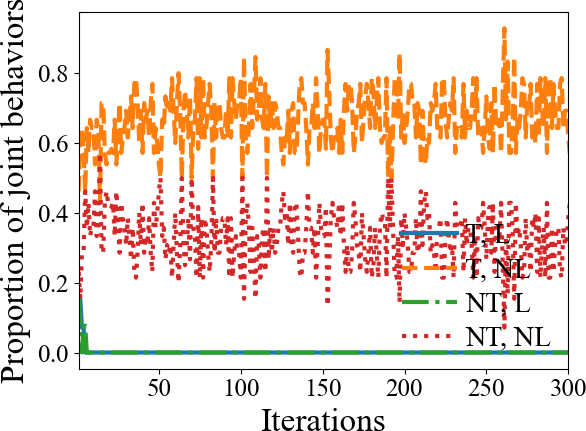 Proportion of joint behaviors
0.8
0.6
0.4
0.2
0.0
T, L
T, NL
NT, L
NT, NL
50 100 150 200 250 300
Iterations